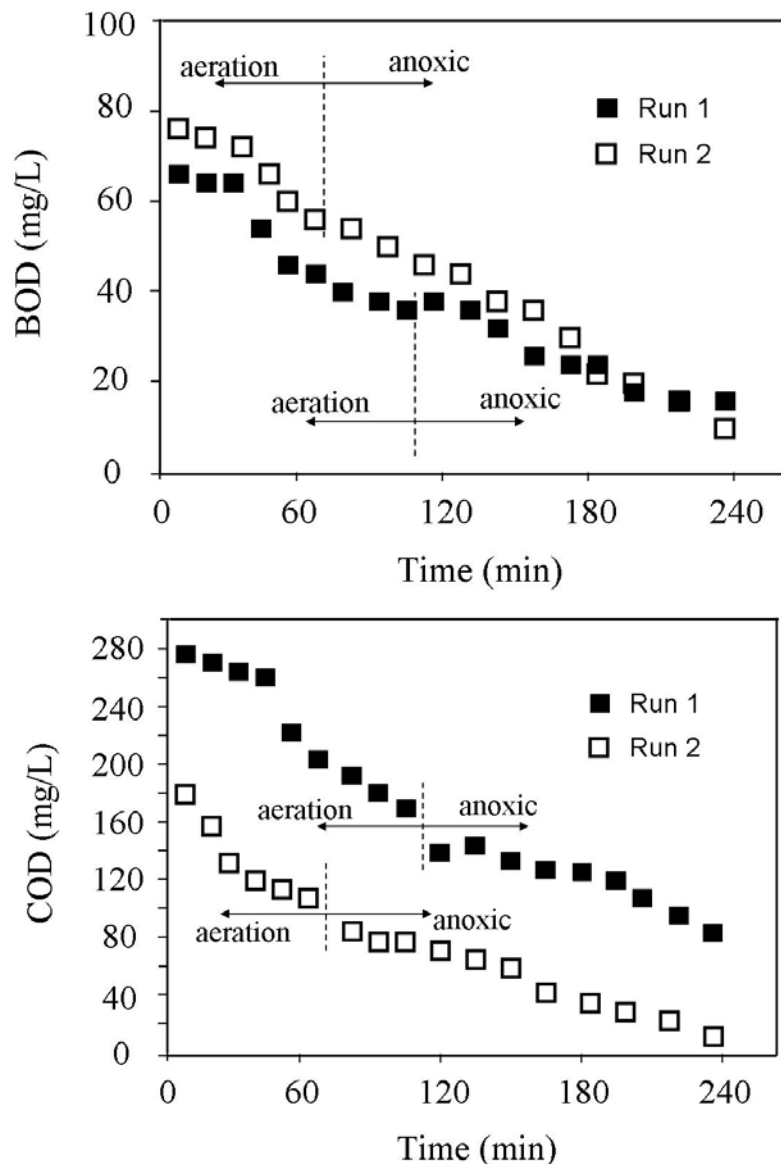 100
80
60
40
20
0
BOD (mg/L)
aeration anoxic
Run 1
Run 2
aeration anoxic
0 60 120 180 240
Time (min)
280
240
200
160
120
80
40
0
COD (mg/L)
Run 1
Run 2
aeration anoxic
aeration anoxic
0 60 120 180 240
Time (min)